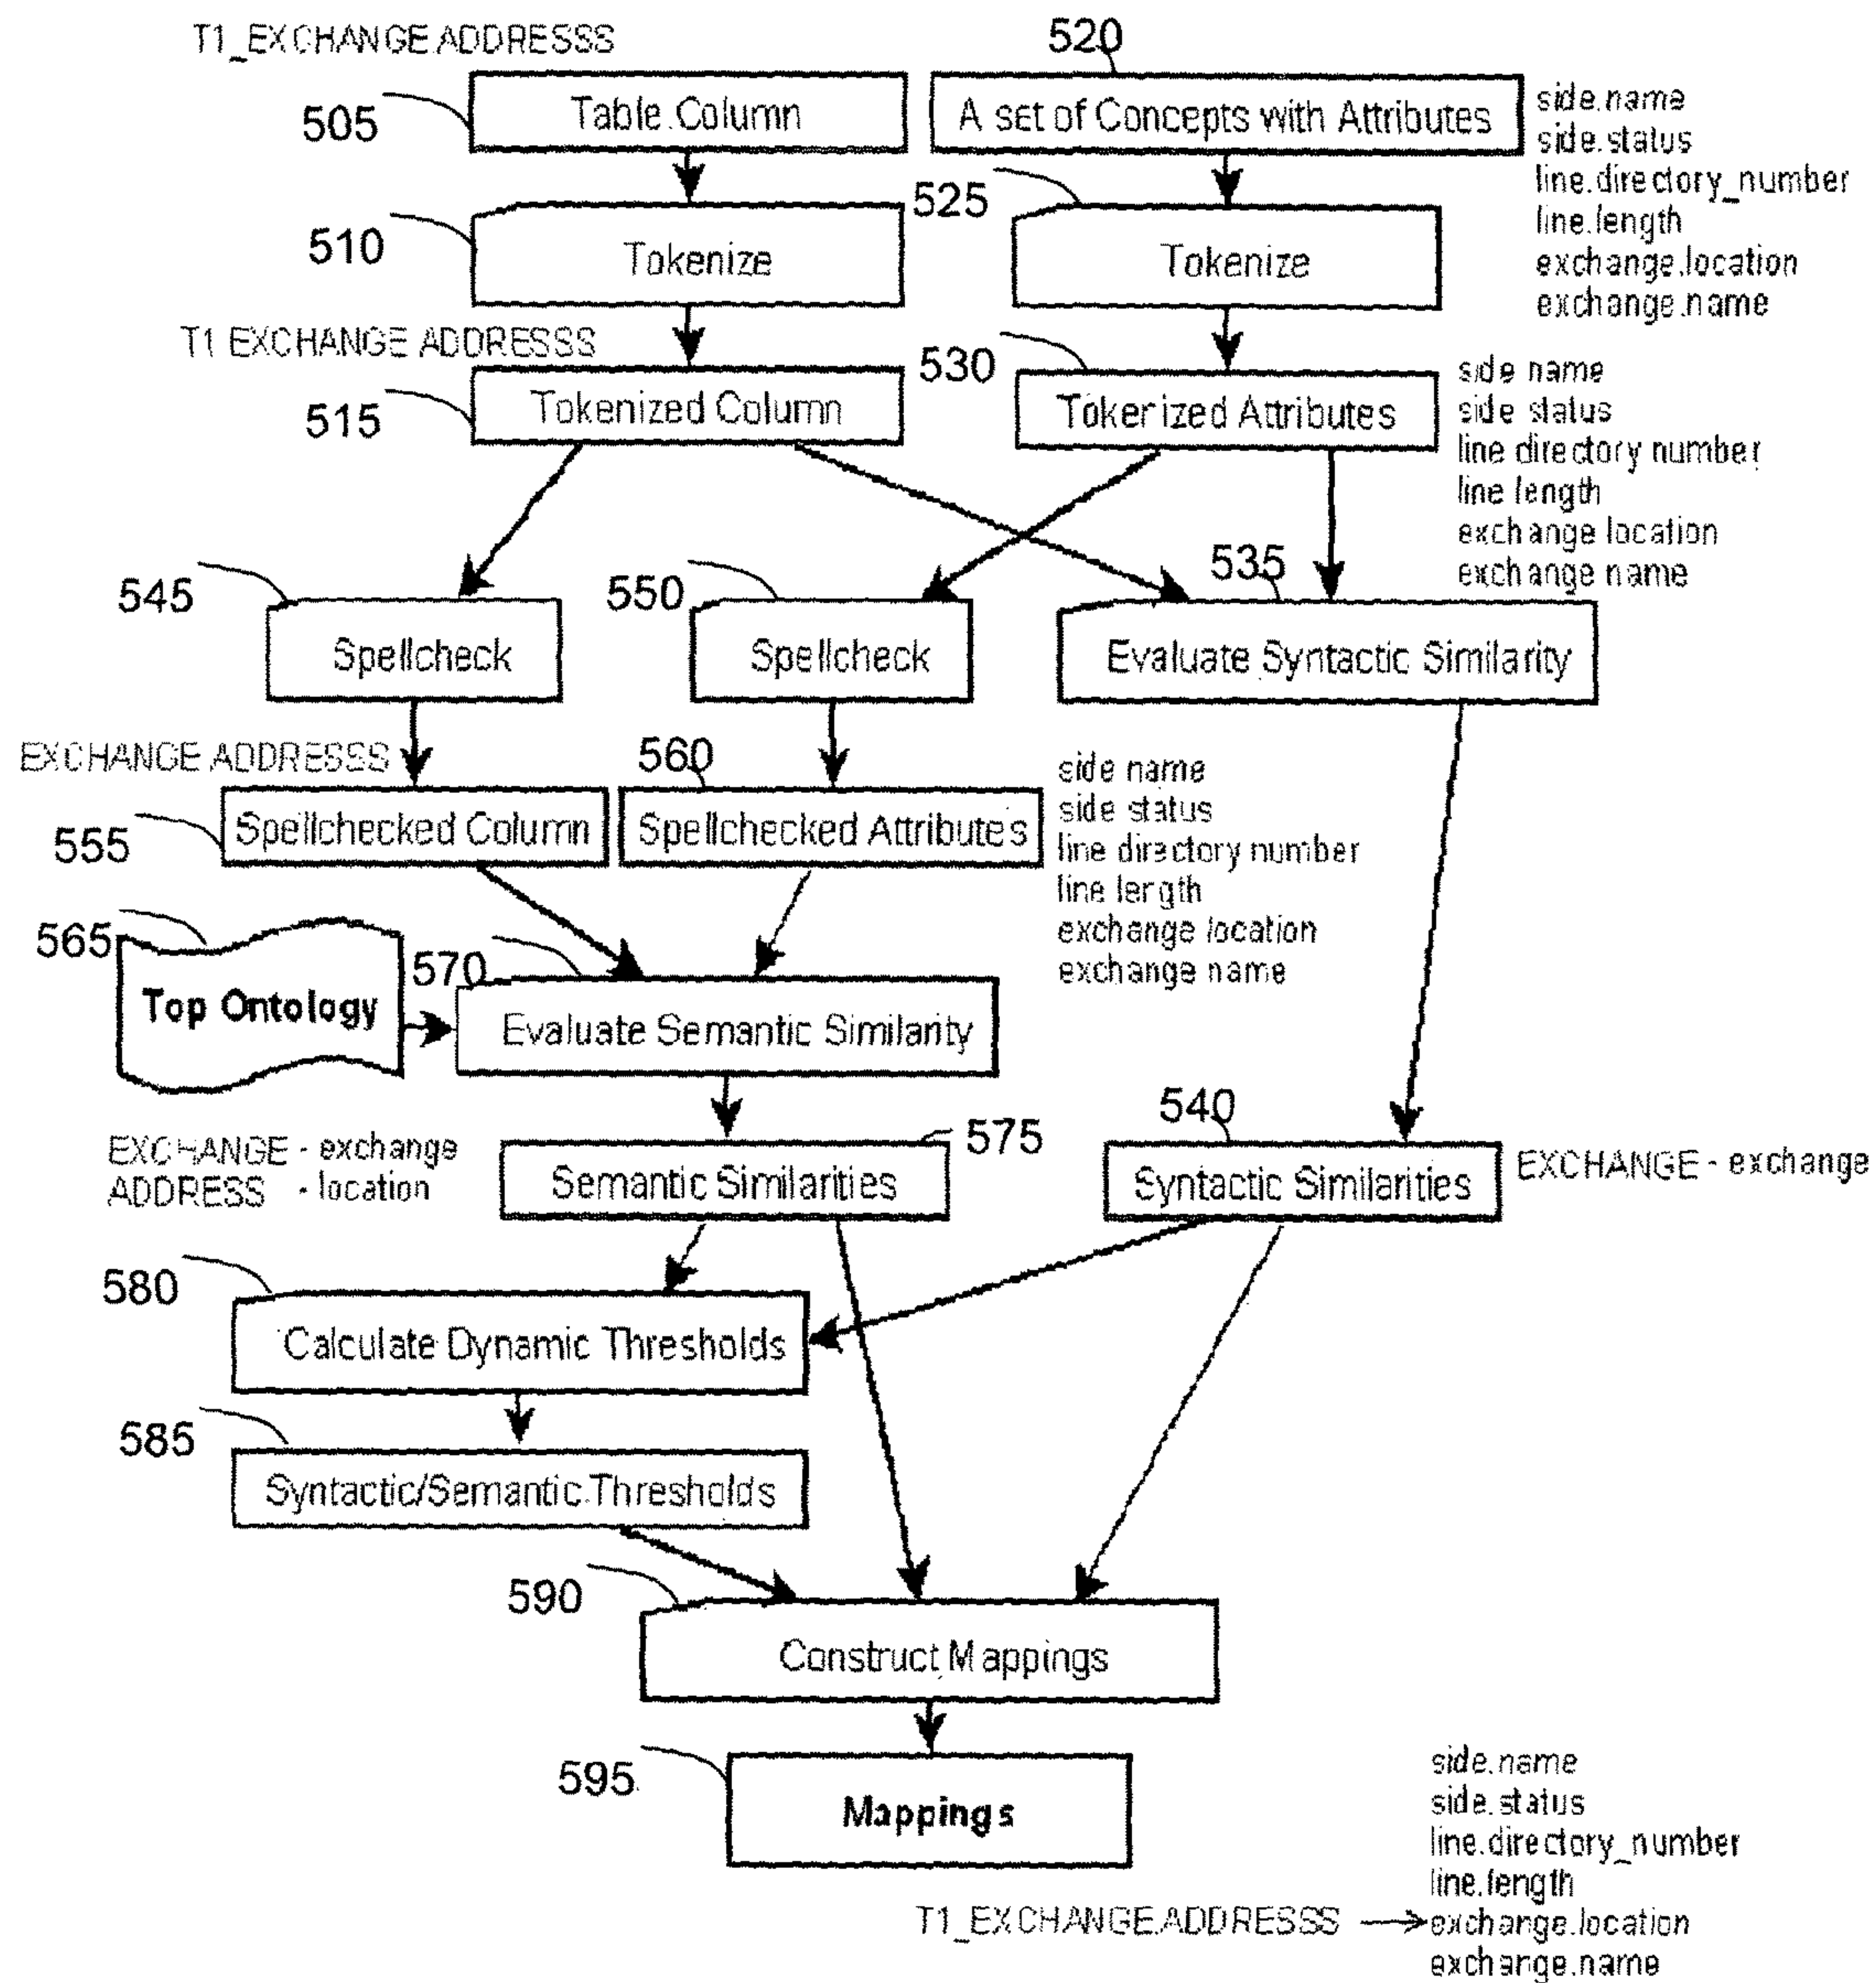 T1_EXCHANGE.ADDRESSS
520
Table.Column
A set of Concepts with Attributes
505
side.name
side.status
line.directory_number
line.length
exchange.location
exchange.name
525
510
Tokenize
Tokenize
T1 EXCHANGE ADDRESSS
530
515
Tokenized Column
Tokerized Attributes
side name
side status
line directory number
line length
exchange location
exchange name
535
545
550
Spellcheck
Spellcheck
Evaluate Syntactic Similarity
EXCHANGE ADDRESSS
560
555
Spellchecked Column
Spellchecked Attributes
side name
side status
line directory number
line length
exchange location
exchange name
565
570
Top Ontology
Evaluate Semantic Similarity
540
575
EXCHANGE - exchange
ADDRESS - location
Semantic Similarities
Syntactic Similarities
EXCHANGE - exchange
580
Calculate Dynamic Thresholds
585
Syntactic/Semantic.Thresholds
590
Construct Mappings
595
Mappings
side.name
side.status
line.directory_number
line.length
T1_EXCHANGE.ADDRESSS → exchange.location
exchange.name